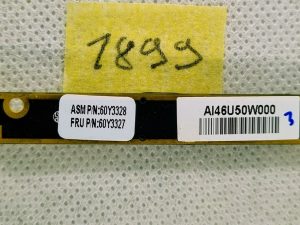 1899
ASM P/N:60Y3328
FRU P/N:60Y3327
AI46U50W000
3